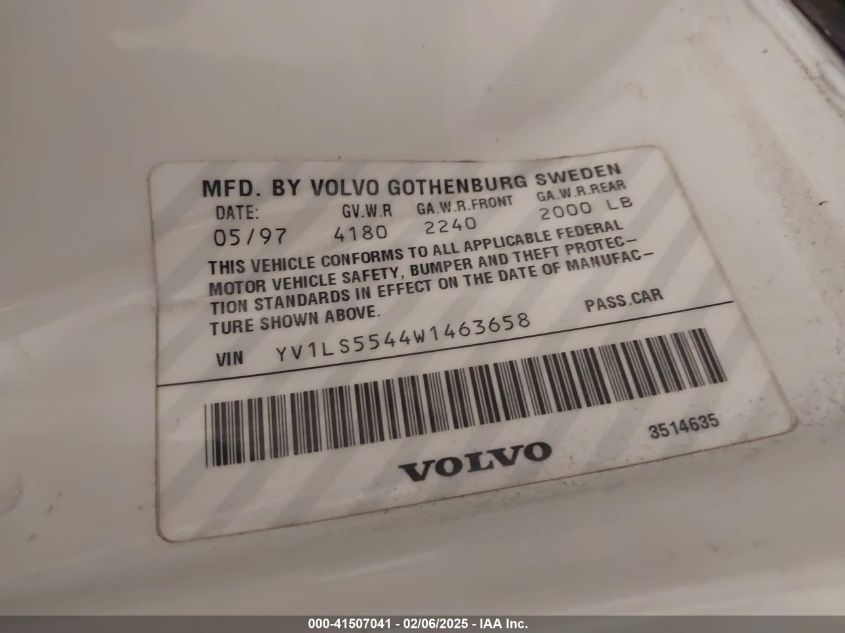 MFD. BY VOLVO GOTHENBURG SWEDEN
DATE: GV.W.R GA.W.R.FRONT GA.W.R.REAR
05/97 4180 2240 2000 LB
THIS VEHICLE CONFORMS TO ALL APPLICABLE FEDERAL
MOTOR VEHICLE SAFETY, BUMPER AND THEFT PROTEC–
TION STANDARDS IN EFFECT ON THE DATE OF MANUFAC–
TURE SHOWN ABOVE.
VIN YV1LS5544W1463658 PASS.CAR
VOLVO 3514635
000-41507041 - 02/06/2025 - IAA Inc.